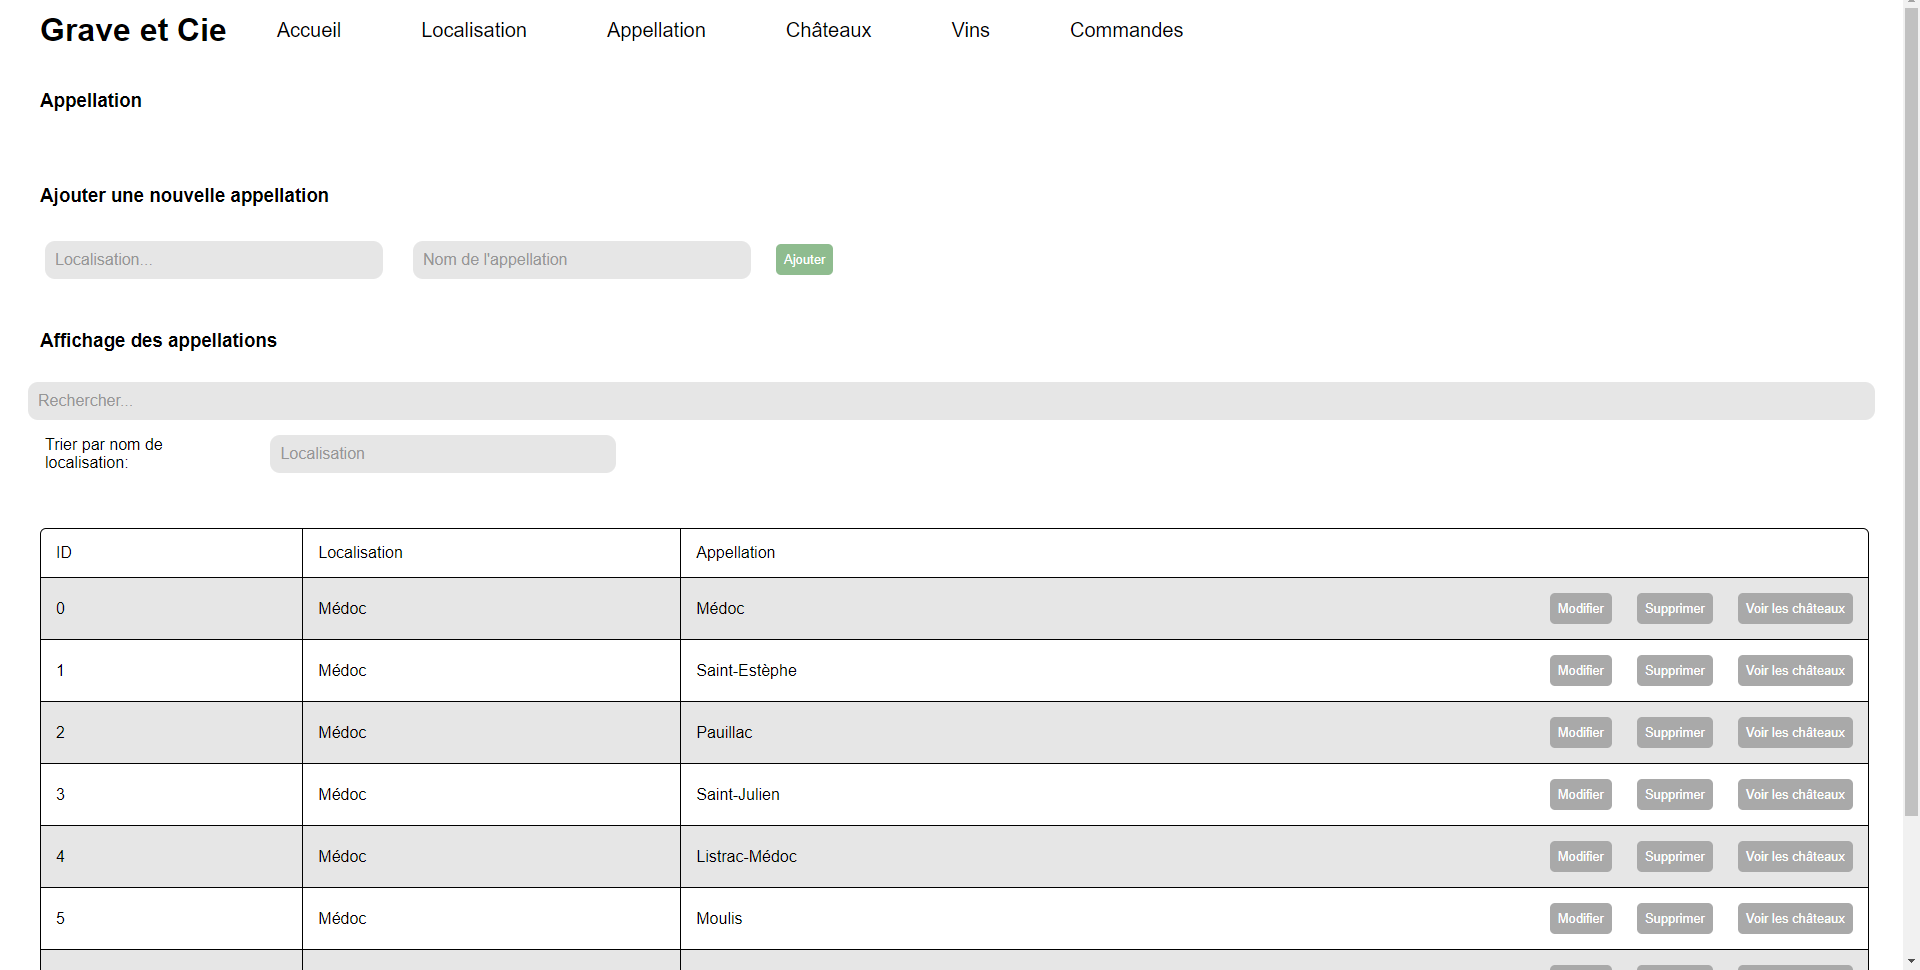 Grave et Cie Accueil Localisation Appellation Châteaux Vins Commandes
Appellation
Ajouter une nouvelle appellation
Localisation... Nom de l'appellation Ajouter
Affichage des appellations
Rechercher...
Trier par nom de
localisation:
Localisation
ID Localisation Appellation
0 Médoc Médoc Modifier Supprimer Voir les châteaux
1 Médoc Saint-Estèphe Modifier Supprimer Voir les châteaux
2 Médoc Pauillac Modifier Supprimer Voir les châteaux
3 Médoc Saint-Julien Modifier Supprimer Voir les châteaux
4 Médoc Listrac-Médoc Modifier Supprimer Voir les châteaux
5 Médoc Moulis Modifier Supprimer Voir les châteaux